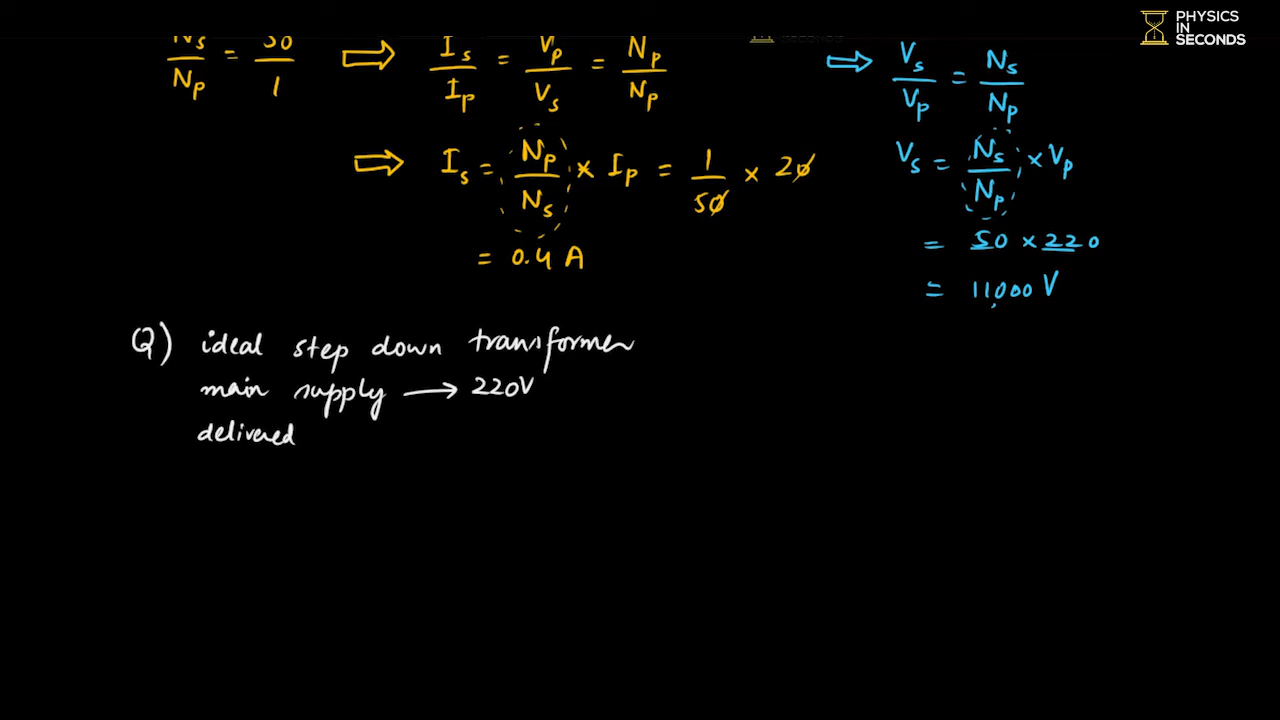 PHYSICS
IN
SECONDS
Ns/Np = 50/1 ⇒ Is/Ip = Vp/Vs = Np/Np
⇒ Vs/Vp = Ns/Np
⇒ Is = Np/Ns × Ip = 1/50 × 20
= 0.4 A
Vs = Ns/Np × Vp
= 50 × 220
= 11,000 V
Q) ideal step down transformer
main supply → 220V
delivered